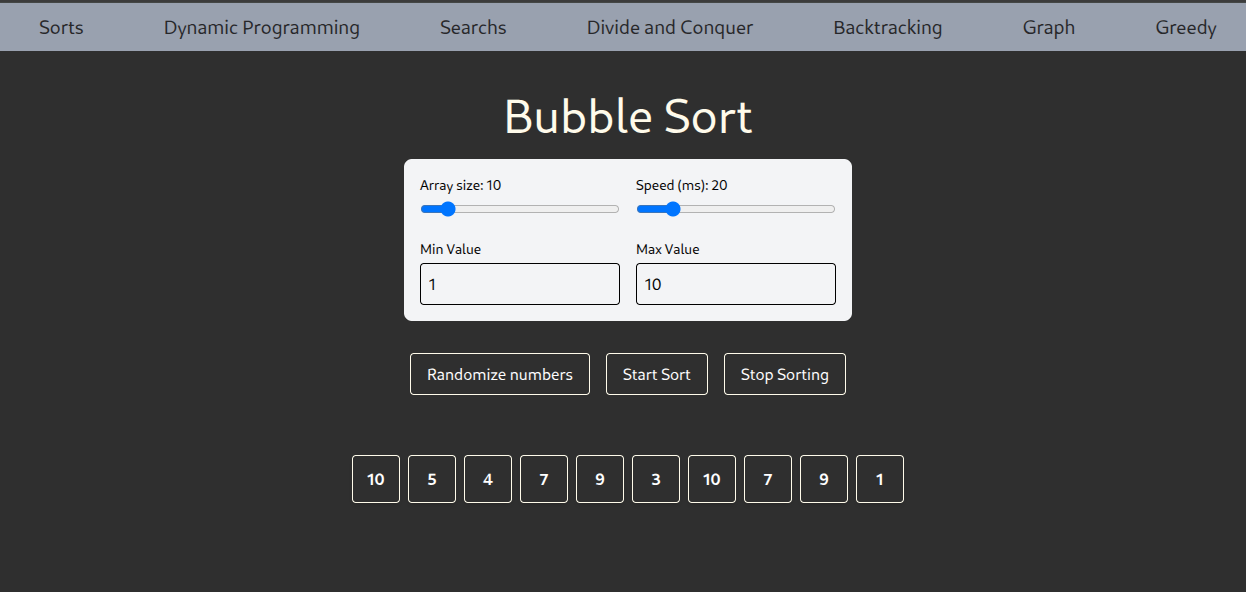 Sorts Dynamic Programming Searchs Divide and Conquer Backtracking Graph Greedy
Bubble Sort
Array size: 10 Speed (ms): 20
Min Value Max Value
1 10
Randomize numbers Start Sort Stop Sorting
10 5 4 7 9 3 10 7 9 1